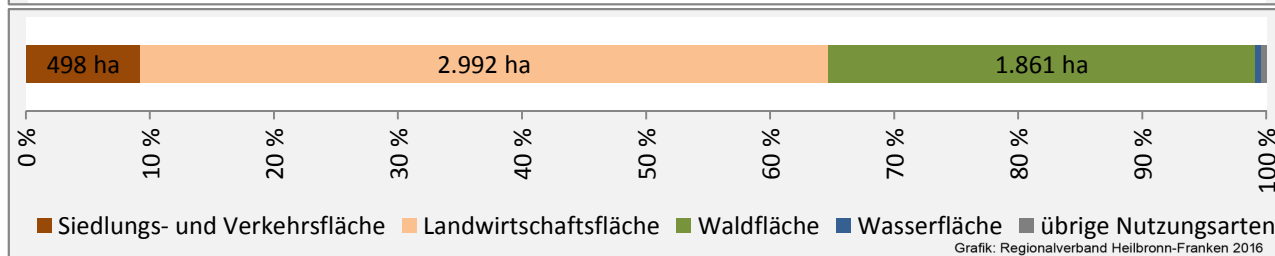 498 ha 2.992 ha 1.861 ha
0 % 10 % 20 % 30 % 40 % 50 % 60 % 70 % 80 % 90 % 100 %
Siedlungs- und Verkehrsfläche Landwirtschaftsfläche Waldfläche Wasserfläche übrige Nutzungsarten
Grafik: Regionalverband Heilbronn-Franken 2016